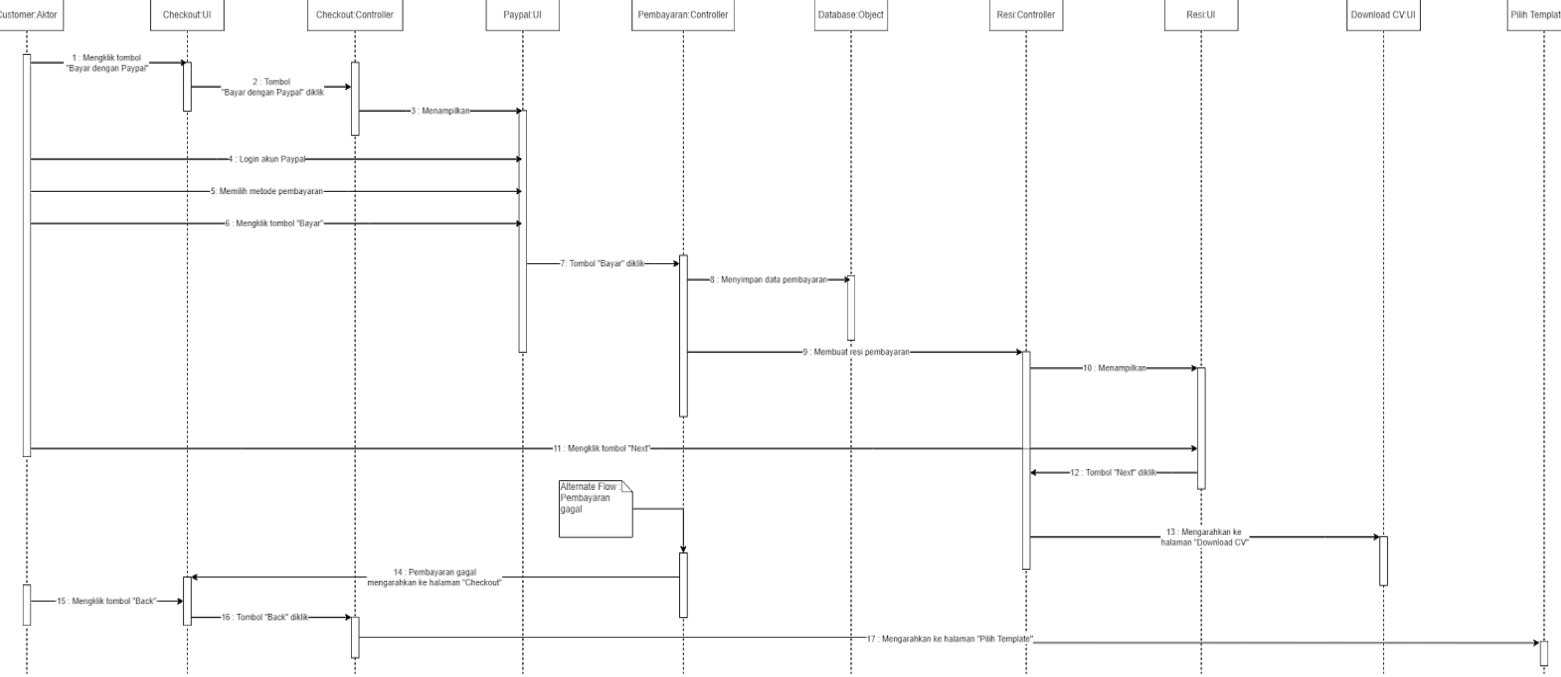 Customer:Aktor
Checkout:UI
Checkout:Controller
Paypal:UI
Pembayaran:Controller
Database:Object
Resi:Controller
Resi:UI
Download CV:UI
Pilih Template
1 : Mengklik tombol
"Bayar dengan Paypal"
2 : Tombol
"Bayar dengan Paypal" diklik
3 : Menampilkan
4 : Login akun Paypal
5: Memilih metode pembayaran
6 : Mengklik tombol "Bayar"
7: Tombol "Bayar" diklik
8 : Menyimpan data pembayaran
9 : Membuat resi pembayaran
10 : Menampilkan
11 : Mengklik tombol "Next"
12 : Tombol "Next" diklik
Alternate Flow :
Pembayaran
gagal
13 : Mengarahkan ke
halaman "Download CV"
14 : Pembayaran gagal
mengarahkan ke halaman "Checkout"
15 : Mengklik tombol "Back"
16 : Tombol "Back" diklik
17 : Mengarahkan ke halaman "Pilih Template"